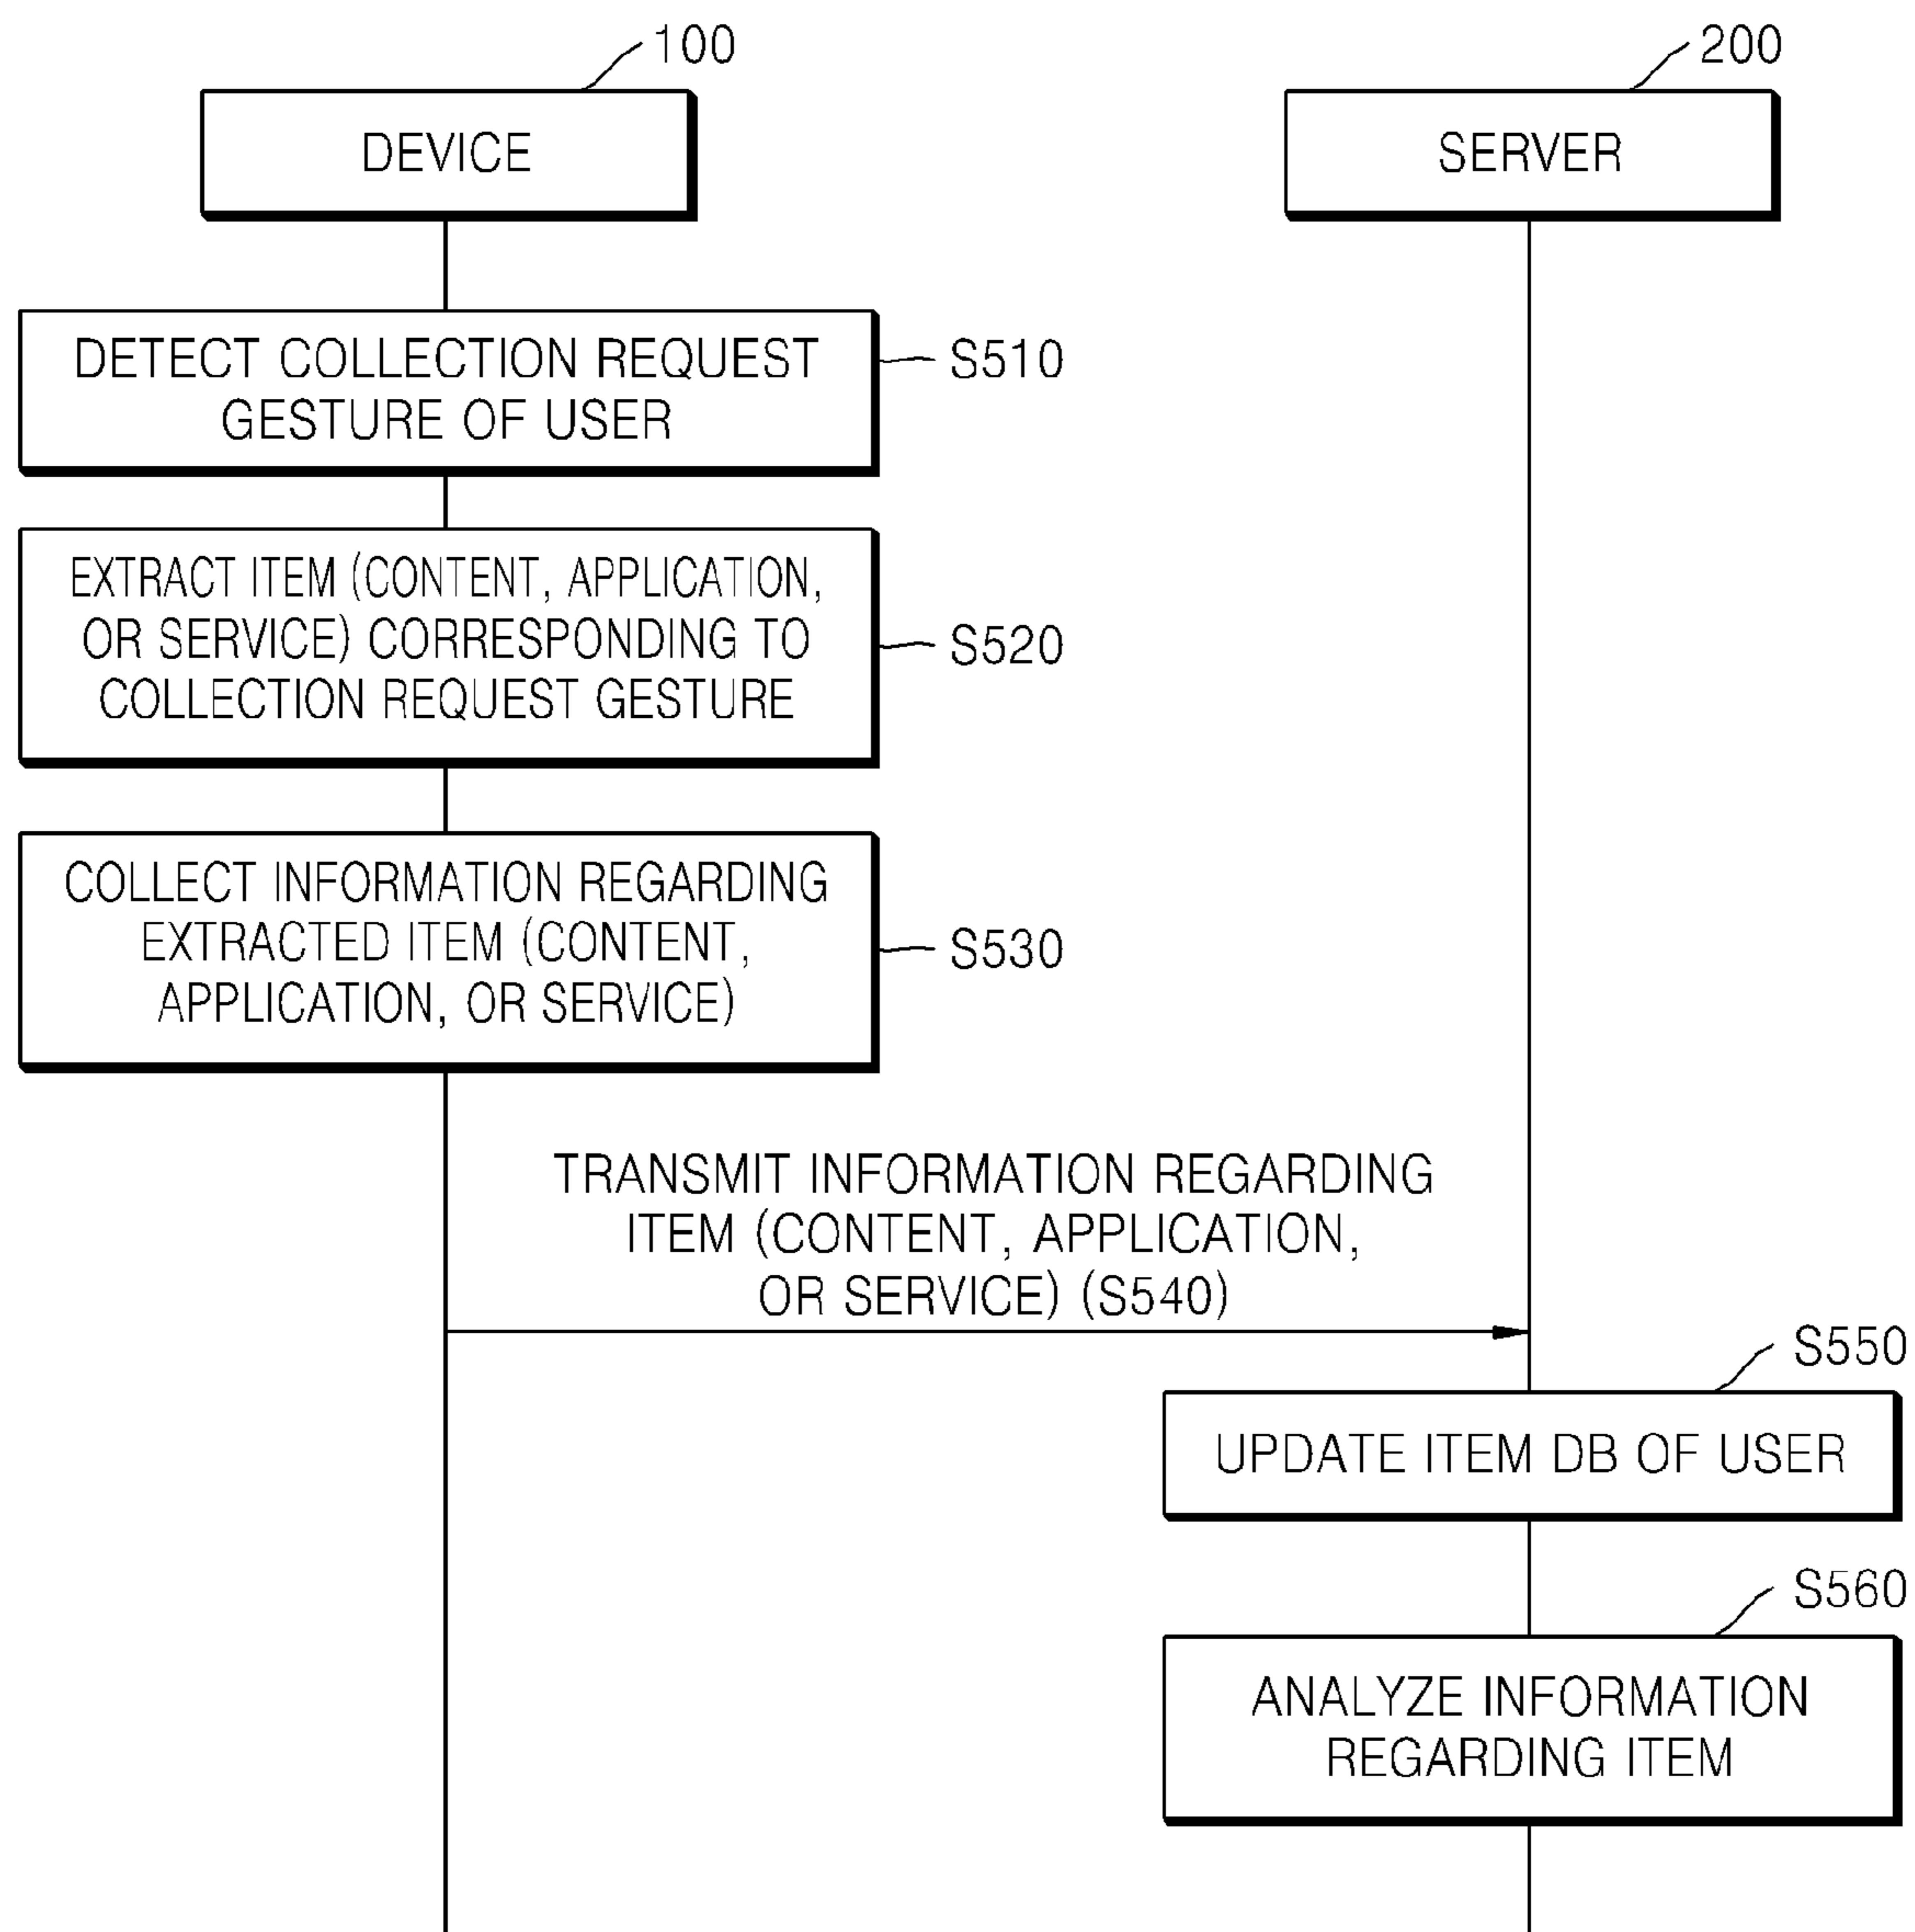 100
200
DEVICE
SERVER
DETECT COLLECTION REQUEST
GESTURE OF USER
S510
EXTRACT ITEM (CONTENT, APPLICATION,
OR SERVICE) CORRESPONDING TO
COLLECTION REQUEST GESTURE
S520
COLLECT INFORMATION REGARDING
EXTRACTED ITEM (CONTENT,
APPLICATION, OR SERVICE)
S530
TRANSMIT INFORMATION REGARDING
ITEM (CONTENT, APPLICATION,
OR SERVICE) (S540)
S550
UPDATE ITEM DB OF USER
S560
ANALYZE INFORMATION
REGARDING ITEM